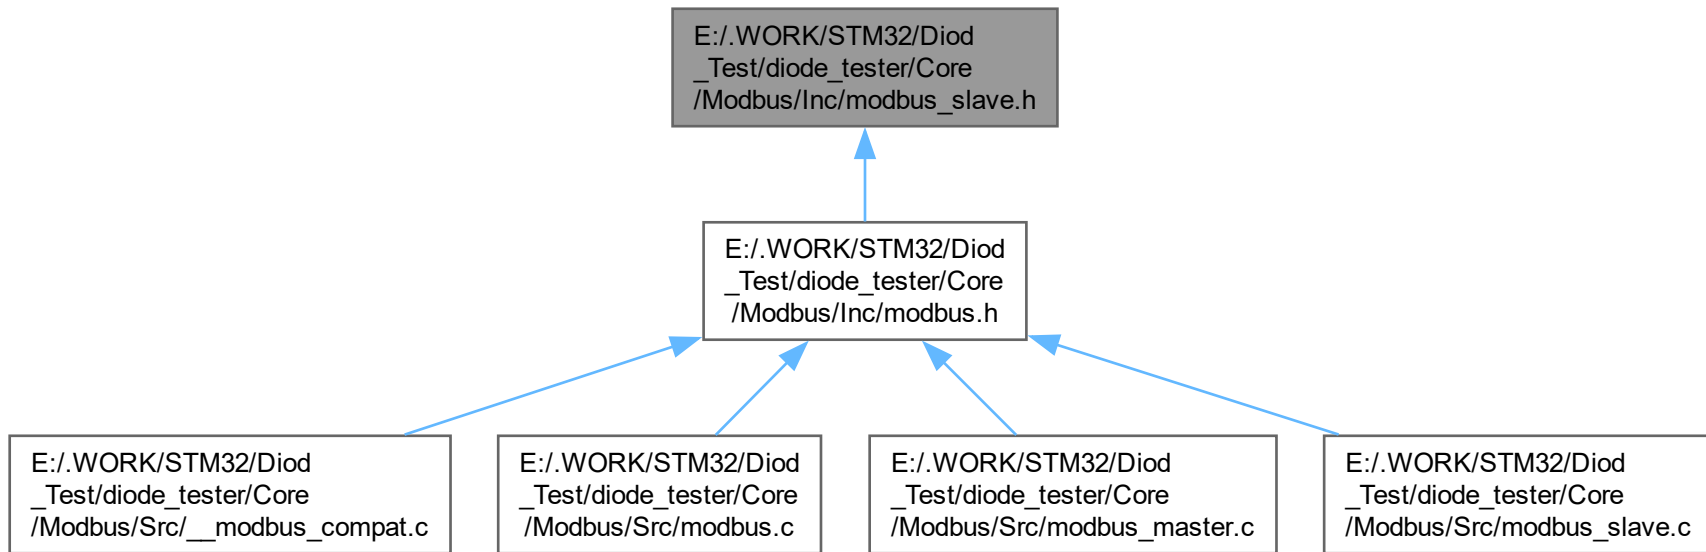 E:/.WORK/STM32/Diod
_Test/diode_tester/Core
/Modbus/Inc/modbus_slave.h
E:/.WORK/STM32/Diod
_Test/diode_tester/Core
/Modbus/Inc/modbus.h
E:/.WORK/STM32/Diod
_Test/diode_tester/Core
/Modbus/Src/__modbus_compat.c
E:/.WORK/STM32/Diod
_Test/diode_tester/Core
/Modbus/Src/modbus.c
E:/.WORK/STM32/Diod
_Test/diode_tester/Core
/Modbus/Src/modbus_master.c
E:/.WORK/STM32/Diod
_Test/diode_tester/Core
/Modbus/Src/modbus_slave.c